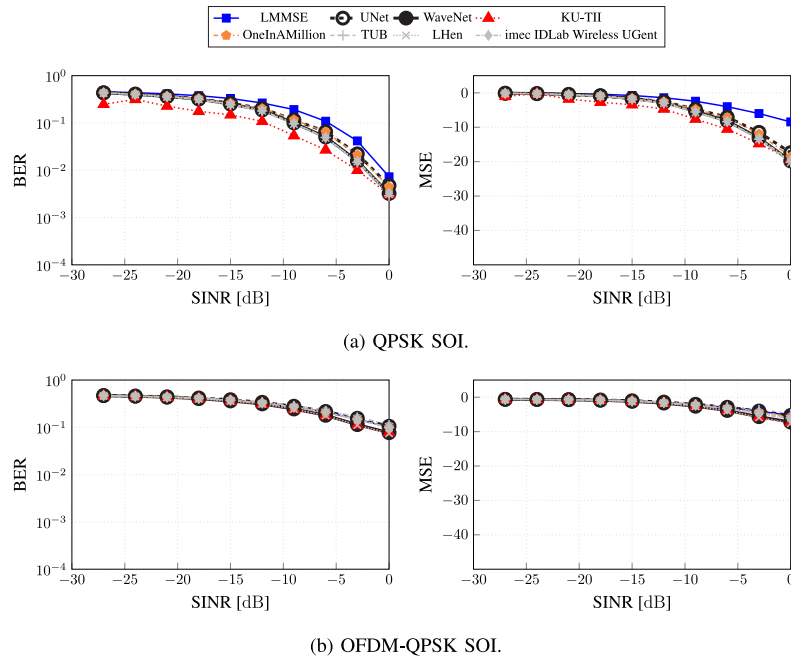 LMMSE UNet WaveNet KU-TII
OneInAMillion TUB LHen imec IDLab Wireless UGent
10^0
10^−1
10^−2
10^−3
10^−4
BER
−30 −25 −20 −15 −10 −5 0
SINR [dB]
0
−10
−20
−30
−40
MSE
−30 −25 −20 −15 −10 −5 0
SINR [dB]
(a) QPSK SOI.
10^0
10^−1
10^−2
10^−3
10^−4
BER
−30 −25 −20 −15 −10 −5 0
SINR [dB]
0
−10
−20
−30
−40
MSE
−30 −25 −20 −15 −10 −5 0
SINR [dB]
(b) OFDM-QPSK SOI.